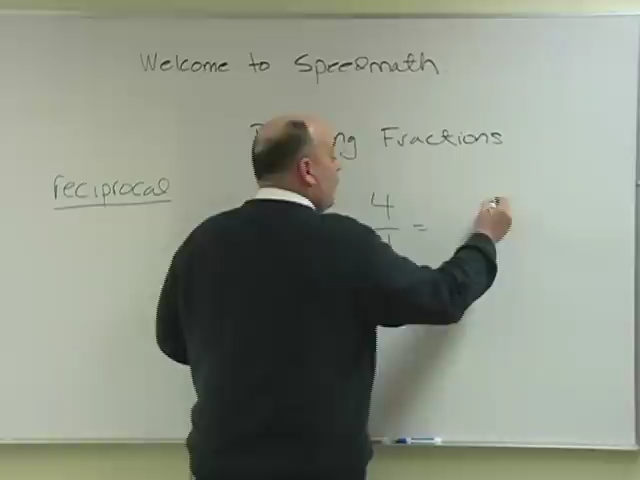 Welcome to Speedmath
Fractions
reciprocal
4
=